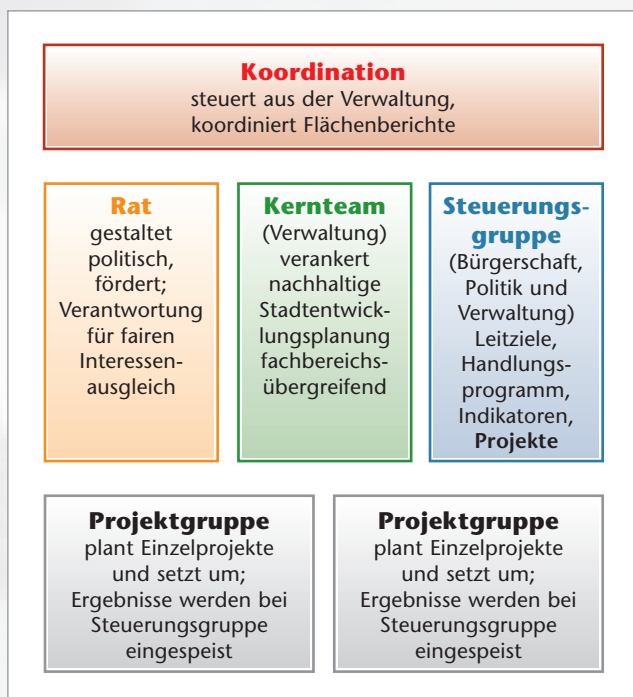 Koordination
steuert aus der Verwaltung,
koordiniert Flächenberichte
Rat
gestaltet
politisch,
fördert;
Verantwortung
für fairen
Interessen-
ausgleich
Kernteam
(Verwaltung)
verankert
nachhaltige
Stadtentwick-
lungsplanung
fachbereichs-
übergreifend
Steuerungs-
gruppe
(Bürgerschaft,
Politik und
Verwaltung)
Leitziele,
Handlungs-
programm,
Indikatoren,
Projekte
Projektgruppe
plant Einzelprojekte
und setzt um;
Ergebnisse werden bei
Steuerungsgruppe
eingespeist
Projektgruppe
plant Einzelprojekte
und setzt um;
Ergebnisse werden bei
Steuerungsgruppe
eingespeist